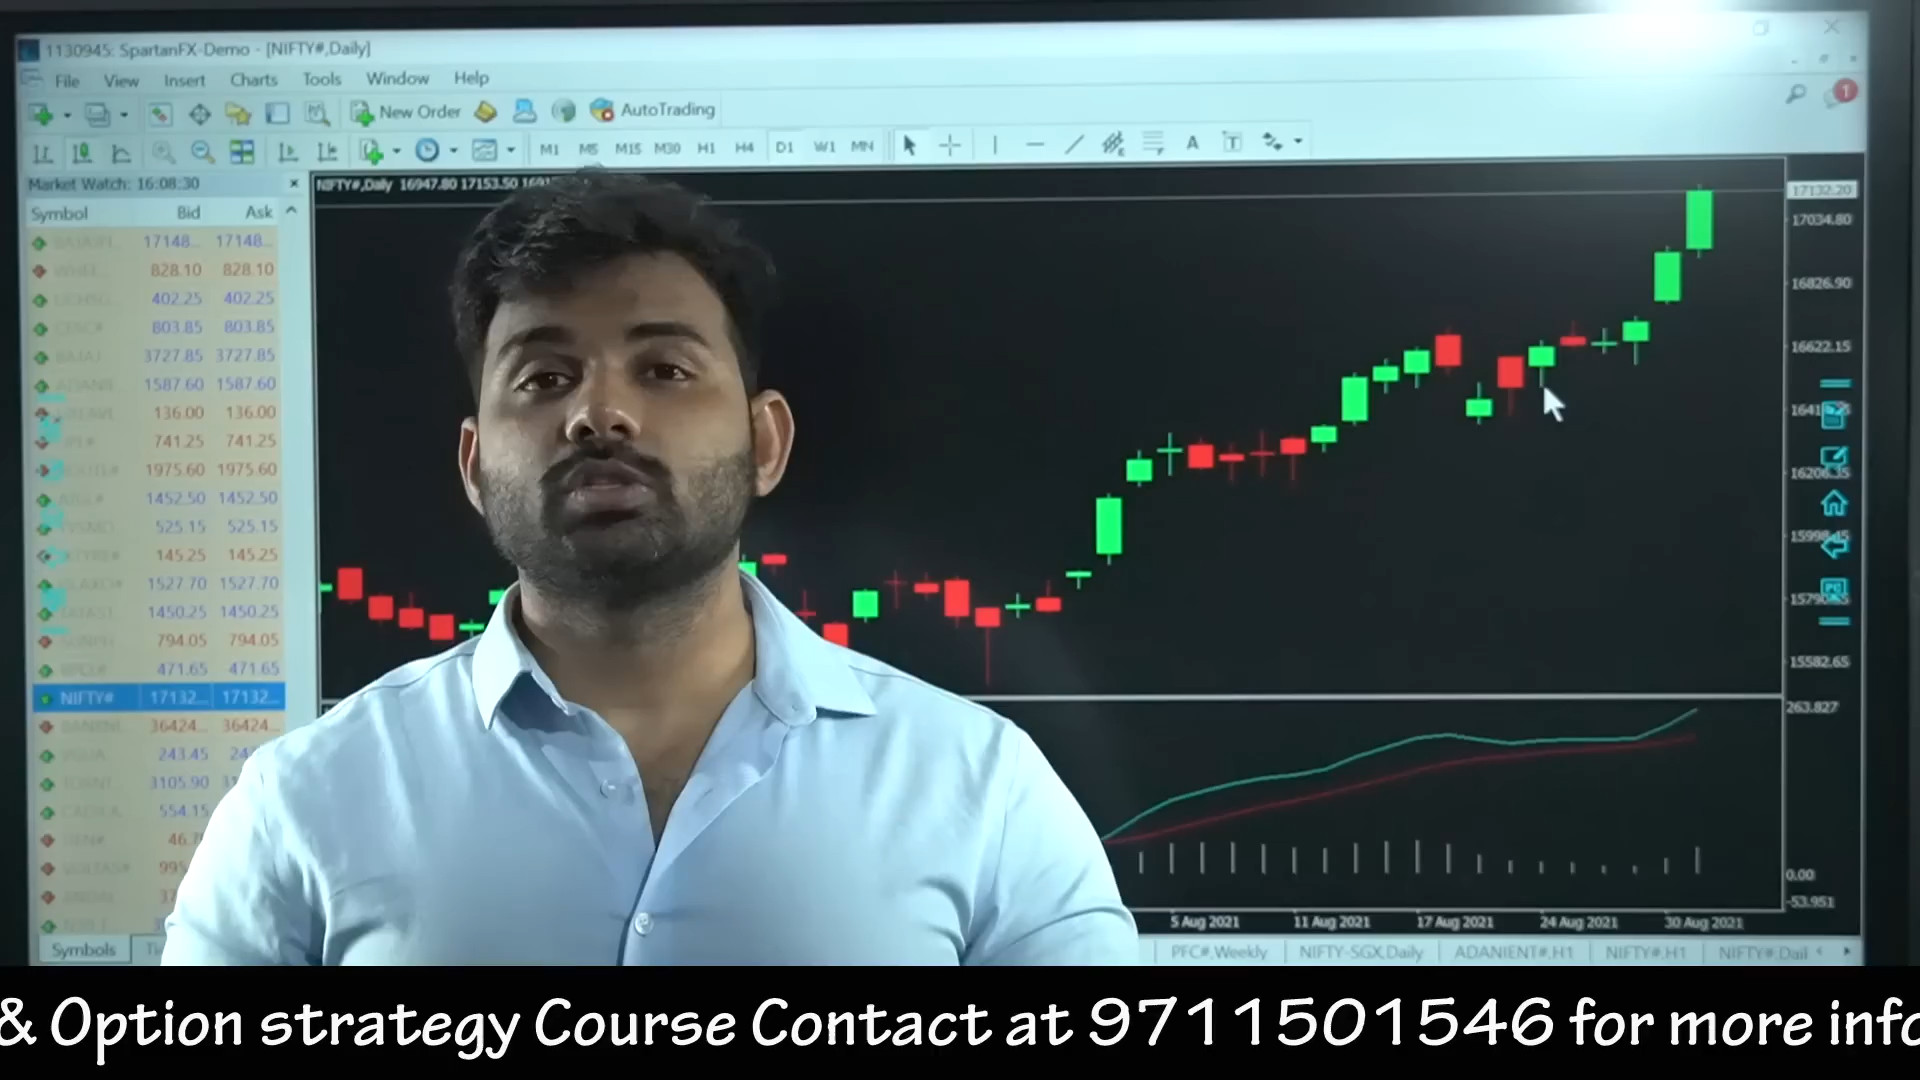 1130945: SpartanFX-Demo - [NIFTY#,Daily]
File View Insert Charts Tools Window Help
New Order AutoTrading
M1 M5 M15 M30 H1 H4 D1 W1 MN
A T
Market Watch: 16:08:30
NIFTY#,Daily 16947.80 17153.50
Symbol Bid Ask
17148... 17148...
828.10 828.10
402.25 402.25
803.85 803.85
3727.85 3727.85
1587.60 1587.60
136.00 136.00
741.25 741.25
1975.60 1975.60
1452.50 1452.50
525.15 525.15
145.25 145.25
1527.70 1527.70
1450.25 1450.25
794.05 794.05
471.65 471.65
NIFTY# 17132... 17132...
36424... 36424...
243.45
3105.90
554.15
Symbols
17132.20
17034.80
16826.90
16622.15
16206.35
15998.45
15582.65
263.827
0.00
-53.951
5 Aug 2021 11 Aug 2021 17 Aug 2021 24 Aug 2021 30 Aug 2021
PFC#,Weekly NIFTY-SGX,Daily ADANIENT#,H1 NIFTY#,H1 NIFTY#,Dail
& Option strategy Course Contact at 9711501546 for more info